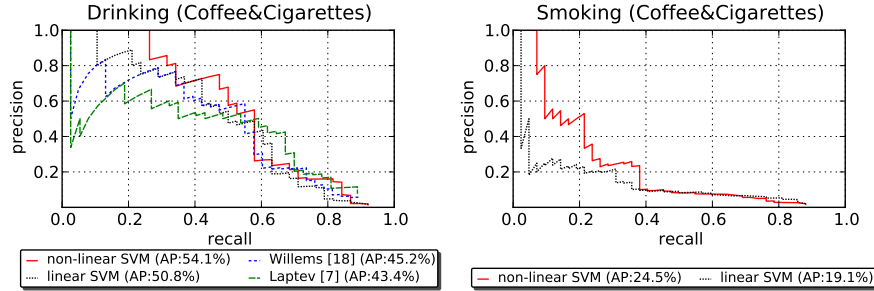 Drinking (Coffee&Cigarettes)
1.0
0.8
0.6
0.4
0.2
precision
0.0 0.2 0.4 0.6 0.8 1.0
recall
non-linear SVM (AP:54.1%)
linear SVM (AP:50.8%)
Willems [18] (AP:45.2%)
Laptev [7] (AP:43.4%)
Smoking (Coffee&Cigarettes)
1.0
0.8
0.6
0.4
0.2
precision
0.0 0.2 0.4 0.6 0.8 1.0
recall
non-linear SVM (AP:24.5%)
linear SVM (AP:19.1%)